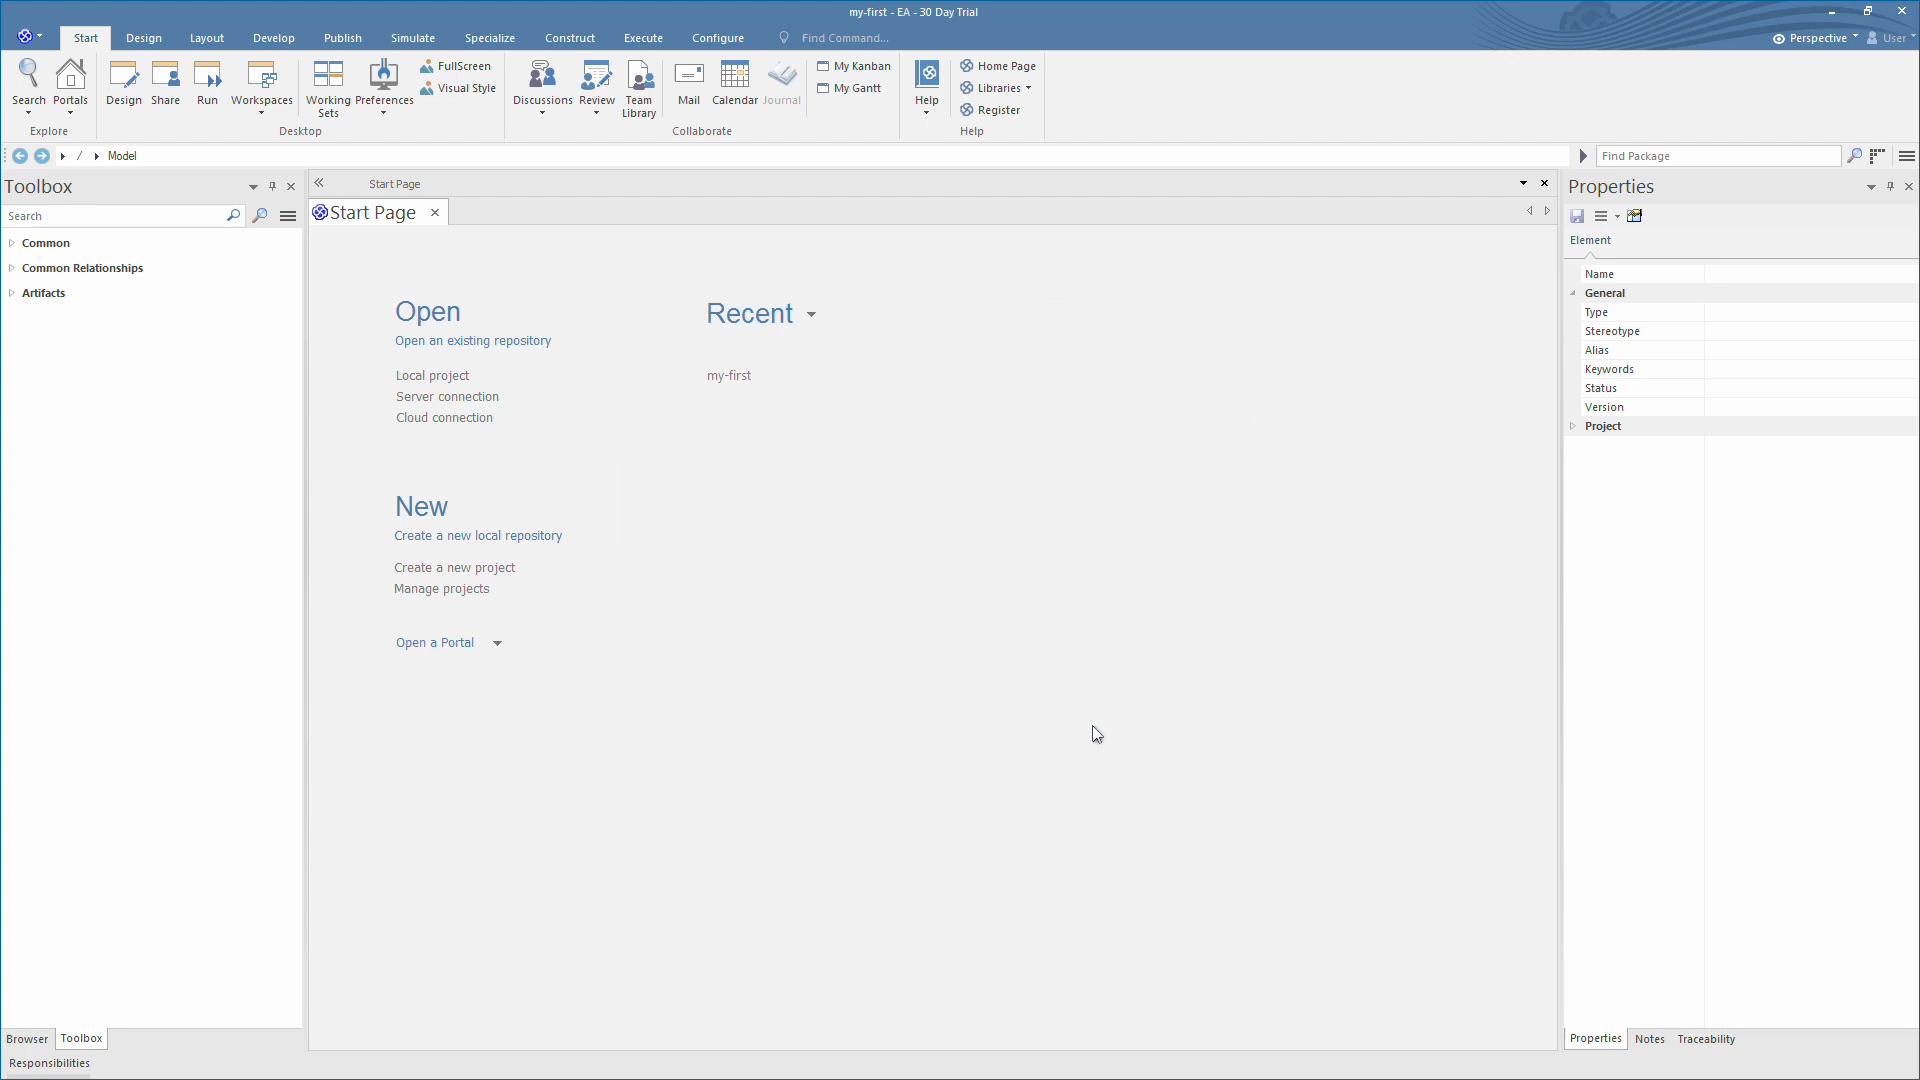 my-first - EA - 30 Day Trial
Start Design Layout Develop Publish Simulate Specialize Construct Execute Configure Find Command... Perspective User
Search Portals Design Share Run Workspaces Working Sets Preferences FullScreen Visual Style Discussions Review Team Library Mail Calendar Journal My Kanban My Gantt Help Home Page Libraries Register
Explore Desktop Collaborate Help
/ Model Find Package
Toolbox
Search
Common
Common Relationships
Artifacts
Start Page
Start Page
Open
Open an existing repository
Local project
Server connection
Cloud connection
Recent
my-first
New
Create a new local repository
Create a new project
Manage projects
Open a Portal
Properties
Element
Name
General
Type
Stereotype
Alias
Keywords
Status
Version
Project
Browser Toolbox
Properties Notes Traceability
Responsibilities